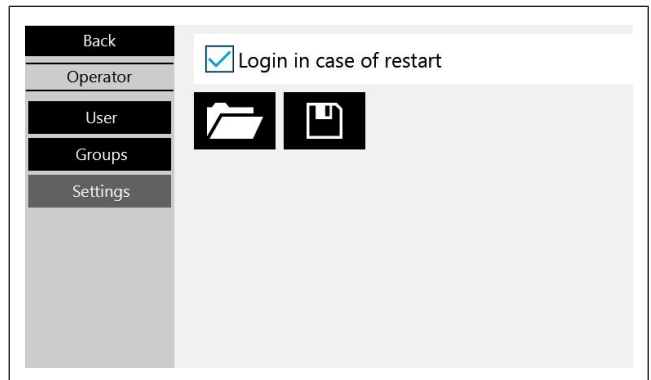 Back
Operator
User
Groups
Settings
Login in case of restart